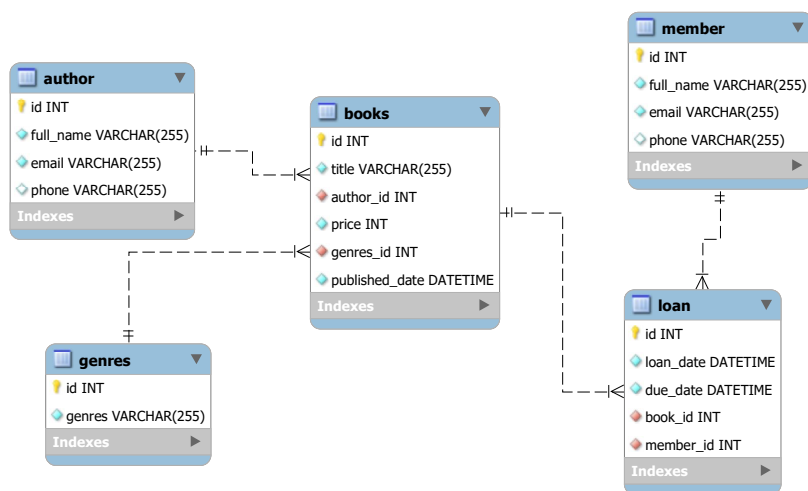 author
id INT
full_name VARCHAR(255)
email VARCHAR(255)
phone VARCHAR(255)
Indexes
books
id INT
title VARCHAR(255)
author_id INT
price INT
genres_id INT
published_date DATETIME
Indexes
member
id INT
full_name VARCHAR(255)
email VARCHAR(255)
phone VARCHAR(255)
Indexes
genres
id INT
genres VARCHAR(255)
Indexes
loan
id INT
loan_date DATETIME
due_date DATETIME
book_id INT
member_id INT
Indexes